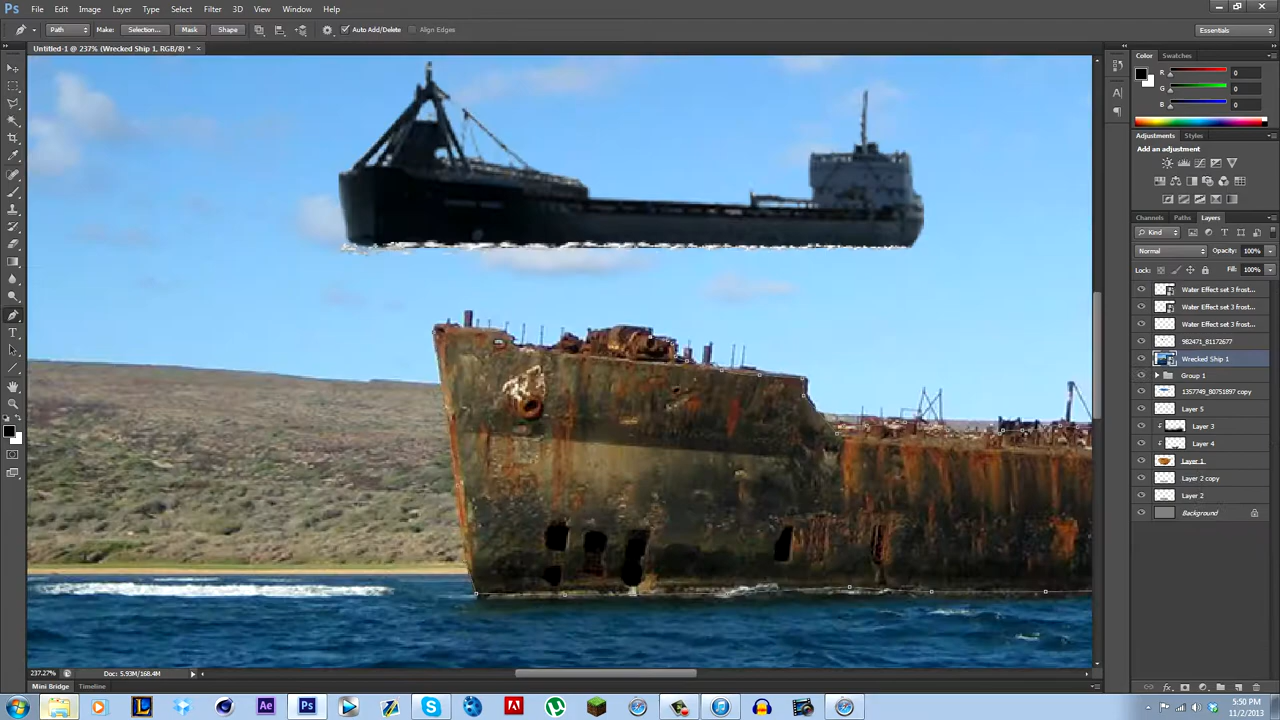 Ps File Edit Image Layer Type Select Filter 3D View Window Help
Path Make: Selection... Mask Shape Auto Add/Delete Align Edges Essentials
Untitled-1 @ 237% (Wrecked Ship 1, RGB/8) * ×
Color Swatches
R 0
G 0
B 0
Adjustments Styles
Add an adjustment
Channels Paths Layers
Kind
Normal Opacity: 100%
Lock: Fill: 100%
Water Effect set 3 frost...
Water Effect set 3 frost...
Water Effect set 3 frost...
982471_81172677
Wrecked Ship 1
Group 1
1357749_80751897 copy
Layer 5
Layer 3
Layer 4
Layer 1
Layer 2 copy
Layer 2
Background
237.27% Doc: 5.93M/168.4M
Mini Bridge Timeline
Ae Ps
5:50 PM
11/2/2013